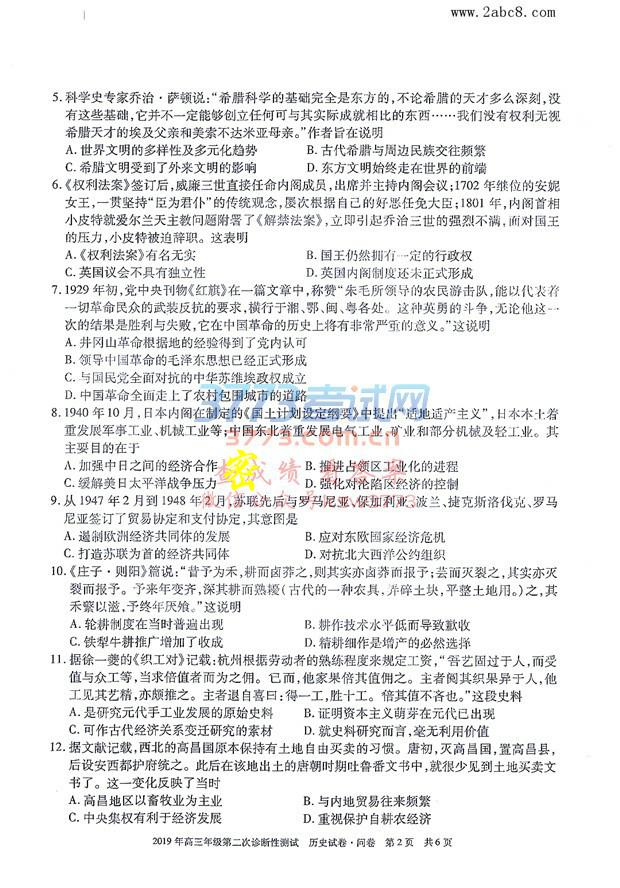 www.2abc8.com
5. 科学史专家乔治·萨顿说:“希腊科学的基础完全是东方的,不论希腊的天才多么深刻,没
有这些基础,它并不一定能够创立任何可与其实际成就相比的东西……我们没有权利无视
希腊天才的埃及父亲和美索不达米亚母亲。”作者旨在说明
A. 世界文明的多样性及多元化趋势 B. 古代希腊与周边民族交往频繁
C. 希腊文明受到了外来文明的影响 D. 东方文明始终走在世界的前端
6.《权利法案》签订后,威廉三世直接任命内阁成员,出席并主持内阁会议;1702年继位的安妮
女王,一贯坚持“臣为君仆”的传统观念,屡次根据自己的好恶任免大臣;1801年,内阁首相
小皮特就爱尔兰天主教问题附署了《解禁法案》,立即引起乔治三世的强烈不满,面对国王
的压力,小皮特被迫辞职。这表明
A.《权利法案》有名无实 B. 国王仍然拥有一定的行政权
C. 英国议会不具有独立性 D. 英国内阁制度还未正式形成
7. 1929年初,党中央刊物《红旗》在一篇文章中,称赞“朱毛所领导的农民游击队,能以代表着
一切革命民众的武装反抗的要求,横行于湘、鄂、闽、粤各处。这种英勇的斗争,无论他这一
次的结果是胜利与失败,它在中国革命的历史上将有非常严重的意义。”这说明
A. 井冈山革命根据地的经验得到了党内认可
B. 领导中国革命的毛泽东思想已经正式形成
C. 与国民党全面对抗的中华苏维埃政权成立
D. 中国革命全面走上了农村包围城市的道路
8. 1940年10月,日本内阁在制定的《国土计划设定纲要》中提出“适地适产主义”,日本本土着
重发展军事工业、机械工业等;中国东北着重发展电气工业、矿业和部分机械及轻工业。其
主要目的在于
A. 加强中日之间的经济合作 B. 推进占领区工业化的进程
C. 缓解美日太平洋战争压力 D. 强化对沦陷区经济的控制
9. 从1947年2月到1948年2月,苏联先后与罗马尼亚、保加利亚、波兰、捷克斯洛伐克、罗马
尼亚签订了贸易协定和支付协定,其意图是
A. 遏制欧洲经济共同体的发展 B. 应对东欧国家经济危机
C. 打造苏联为首的经济共同体 D. 对抗北大西洋公约组织
10.《庄子·则阳》篇说:“昔予为禾,耕而卤莽之,则其实亦卤莽而报予;芸而灭裂之,其实亦灭
裂而报予。予来年变齐,深其耕而熟耰(古代的一种农具,弄碎土块,平整土地用。)之,其
禾蘩以滋,予终年厌飧。”这说明
A. 轮耕制度在当时普遍出现 B. 耕作技术水平低而导致歉收
C. 铁犁牛耕推广增加了收成 D. 精耕细作是增产的必然选择
11. 据徐一夔的《织工对》记载:杭州根据劳动者的熟练程度来规定工资,“吾艺固过于人,而受
值与众工等,当求倍值者而为之佣。已而,他家果倍其值佣之。主者阅其织果异于人,他
工见其艺精,亦颇推之。主者退自喜曰:得一工,胜十工。倍其值不吝也。”这段史料
A. 是研究元代手工业发展的原始史料 B. 证明资本主义萌芽在元代已出现
C. 可作古代经济关系变迁研究的素材 D. 就史料研究而言,毫无利用价值
12. 据文献记载,西北的高昌国原本保持有土地自由买卖的习惯。唐初,灭高昌国,置高昌县,
后设安西都护府统之。此后在该地出土的唐朝时期吐鲁番文书中,就很少见到土地买卖文
书了。这一变化反映了当时
A. 高昌地区以畜牧业为主 B. 与内地贸易往来频繁
C. 中央集权有利于经济发展 D. 均田制影响农村经济
2019年高三年级第二次诊断性测试 历史试卷·问卷 第2页 共6页
3773考试网
3773.com.cn